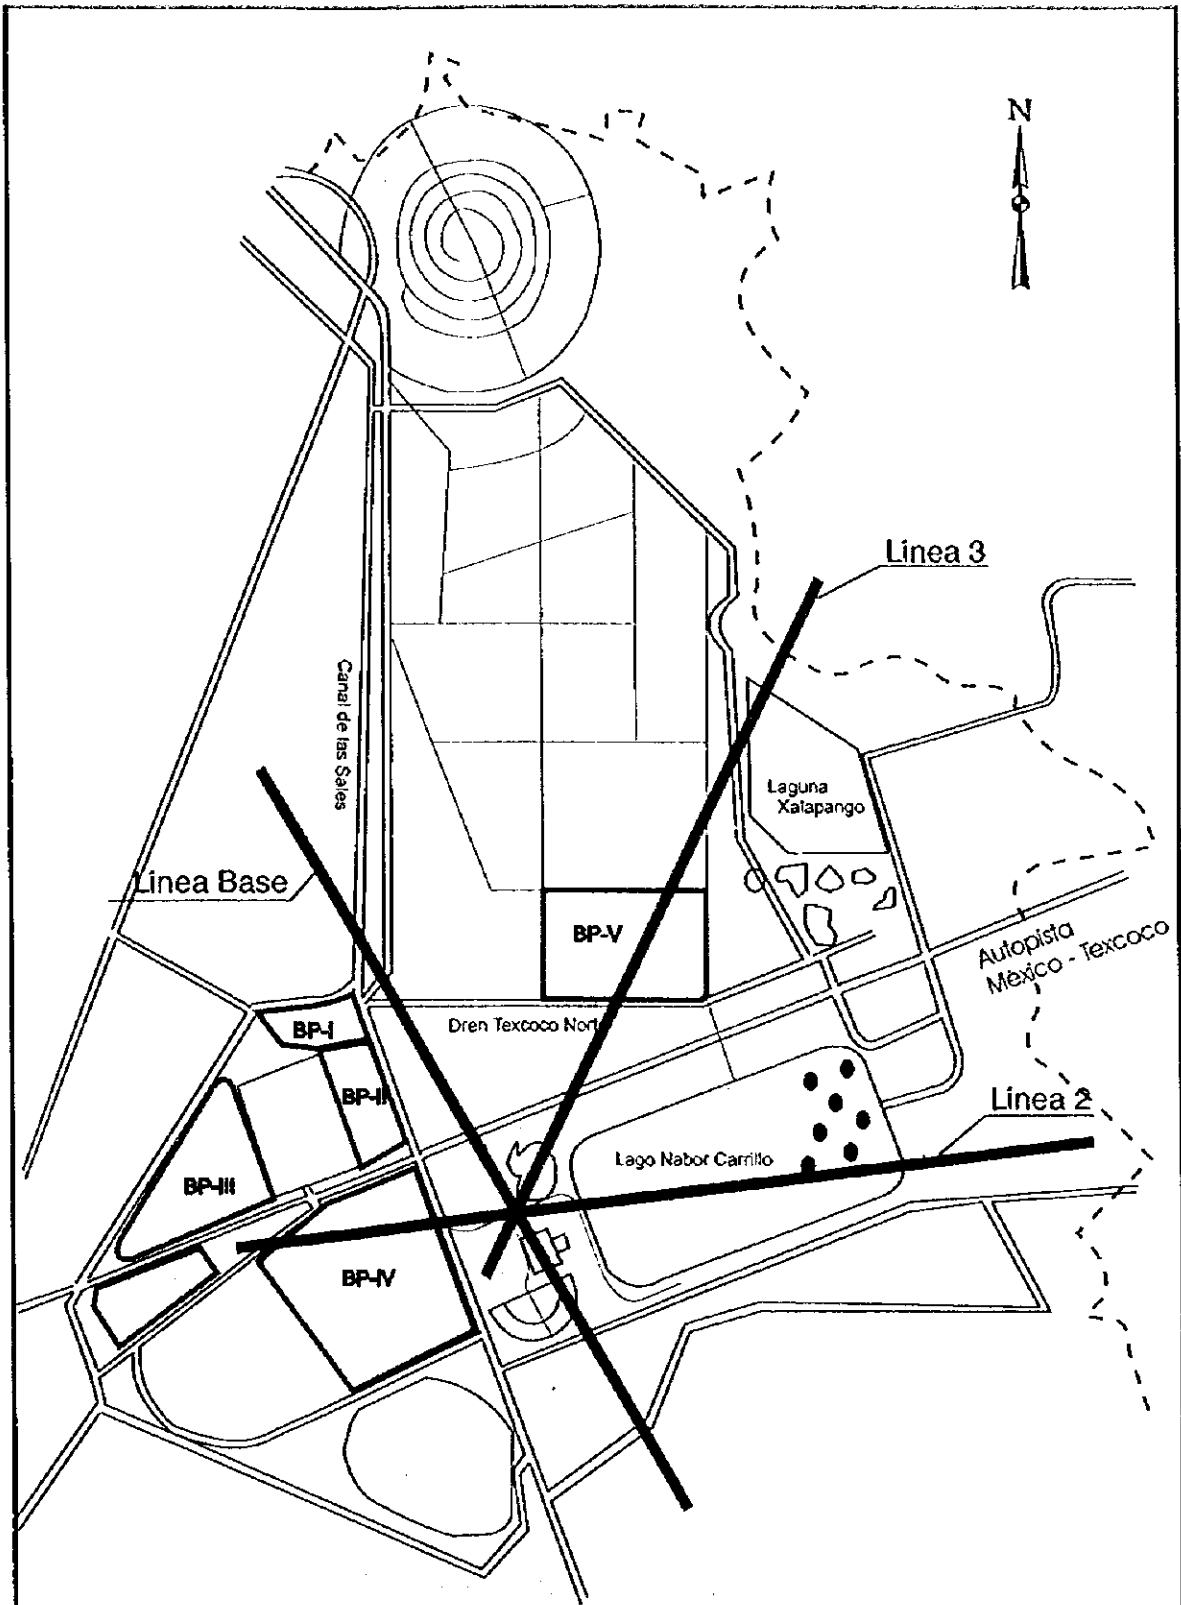 N
Linea 3
Canal de las Sales
Laguna
Xalapango
Linea Base
BP-V
Autopista
México - Texcoco
BP-I
Dren Texcoco Nort
BP-II
Linea 2
Lago Nabor Carrillo
BP-III
BP-IV